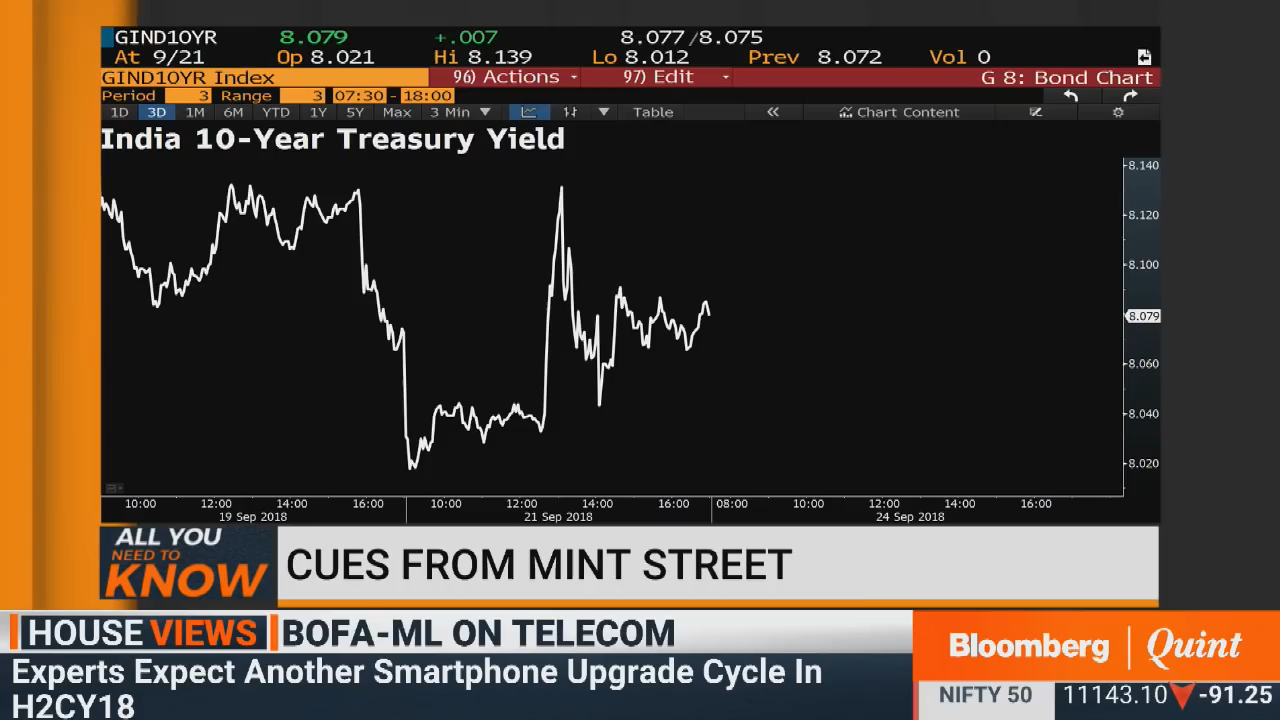 GIND10YR 8.079 +.007 8.077/8.075
At 9/21 Op 8.021 Hi 8.139 Lo 8.012 Prev 8.072 Vol 0
GIND10YR Index 96) Actions 97) Edit G 8: Bond Chart
Period 3 Range 3 07:30 - 18:00
1D 3D 1M 6M YTD 1Y 5Y Max 3 Min Table « Chart Content
India 10-Year Treasury Yield
8.140
8.120
8.100
8.079
8.060
8.040
8.020
10:00 12:00 14:00 16:00 10:00 12:00 14:00 16:00 08:00 10:00 12:00 14:00 16:00
19 Sep 2018 21 Sep 2018 24 Sep 2018
ALL YOU
NEED TO
KNOW
CUES FROM MINT STREET
HOUSE VIEWS BOFA-ML ON TELECOM
Experts Expect Another Smartphone Upgrade Cycle In
H2CY18
Bloomberg | Quint
NIFTY 50 11143.10 -91.25